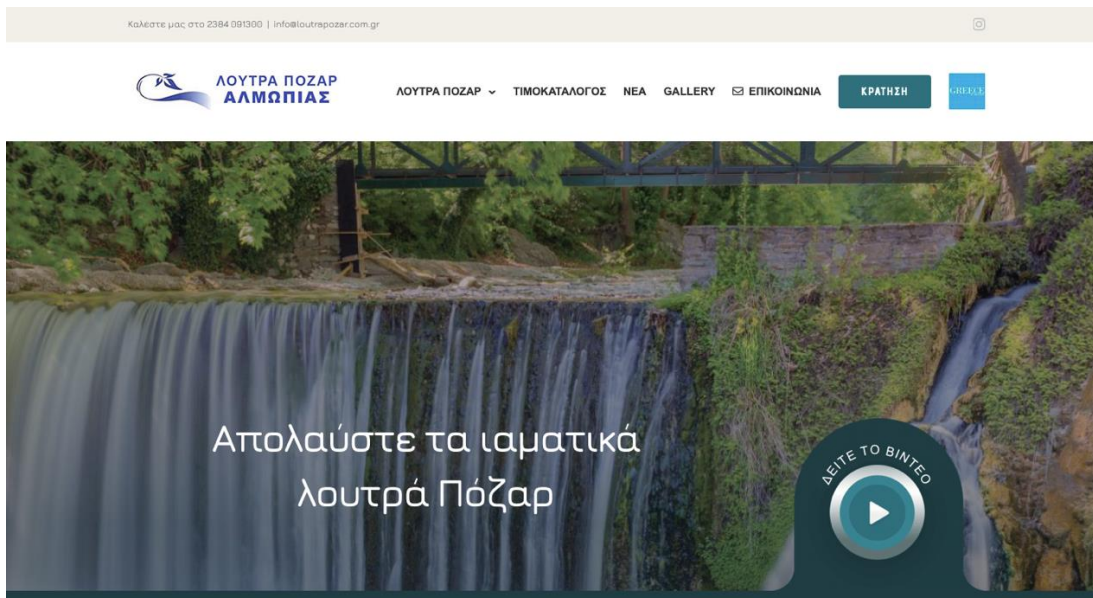 Καλέστε μας στο 2384 091300 | info@loutrapozar.com.gr
ΛΟΥΤΡΑ ΠΟΖΑΡ
ΑΛΜΩΠΙΑΣ
ΛΟΥΤΡΑ ΠΟΖΑΡ ΤΙΜΟΚΑΤΑΛΟΓΟΣ ΝΕΑ GALLERY ΕΠΙΚΟΙΝΩΝΙΑ ΚΡΑΤΗΣΗ GREECE
Απολαύστε τα ιαματικά
λουτρά Πόζαρ
ΔΕΙΤΕ ΤΟ ΒΙΝΤΕΟ